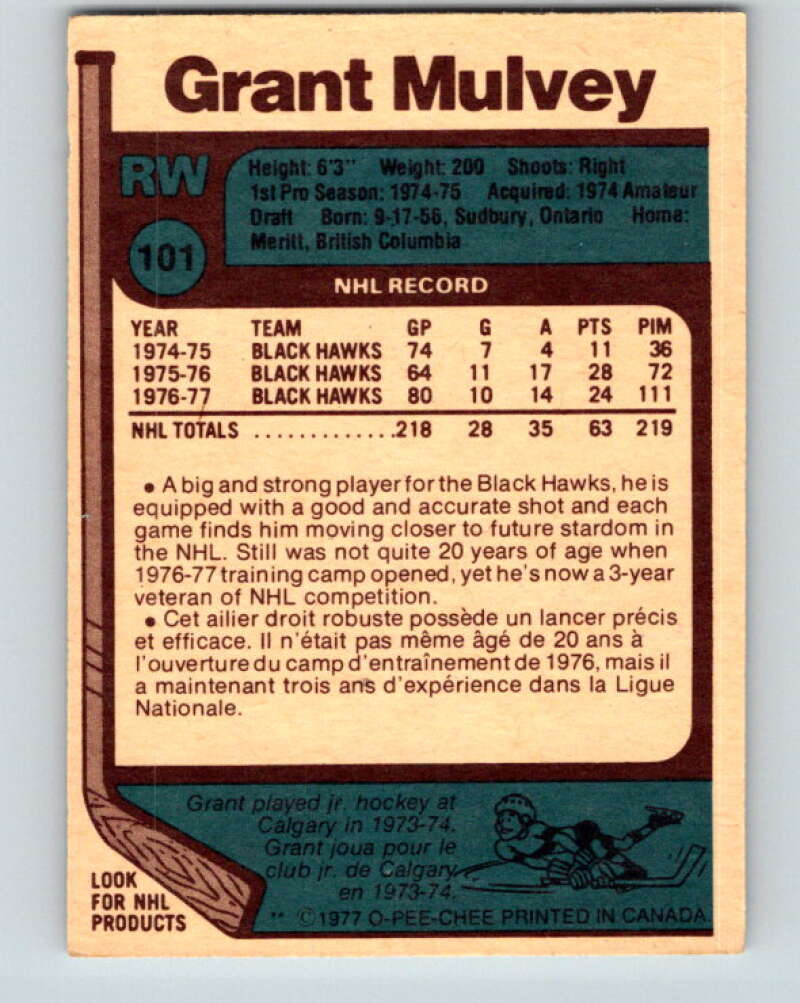 Grant Mulvey
RW
Height: 6'3" Weight: 200 Shoots: Right
1st Pro Season: 1974-75 Acquired: 1974 Amateur
Draft Born: 9-17-56, Sudbury, Ontario Home:
Meritt, British Columbia
101
NHL RECORD
YEAR TEAM GP G A PTS PIM
1974-75 BLACK HAWKS 74 7 4 11 36
1975-76 BLACK HAWKS 64 11 17 28 72
1976-77 BLACK HAWKS 80 10 14 24 111
NHL TOTALS .............218 28 35 63 219
• A big and strong player for the Black Hawks, he is
equipped with a good and accurate shot and each
game finds him moving closer to future stardom in
the NHL. Still was not quite 20 years of age when
1976-77 training camp opened, yet he's now a 3-year
veteran of NHL competition.
• Cet ailier droit robuste possède un lancer précis
et efficace. Il n'était pas même âgé de 20 ans à
l'ouverture du camp d'entraînement de 1976, mais il
a maintenant trois ans d'expérience dans la Ligue
Nationale.
Grant played jr. hockey at
Calgary in 1973-74.
Grant joua pour le
club jr. de Calgary
en 1973-74.
LOOK
FOR NHL
PRODUCTS
** ©1977 O-PEE-CHEE PRINTED IN CANADA.